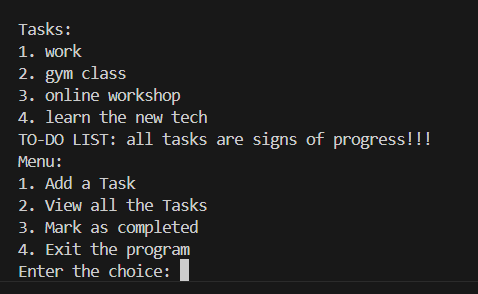 Tasks:
1. work
2. gym class
3. online workshop
4. learn the new tech
TO-DO LIST: all tasks are signs of progress!!!
Menu:
1. Add a Task
2. View all the Tasks
3. Mark as completed
4. Exit the program
Enter the choice: